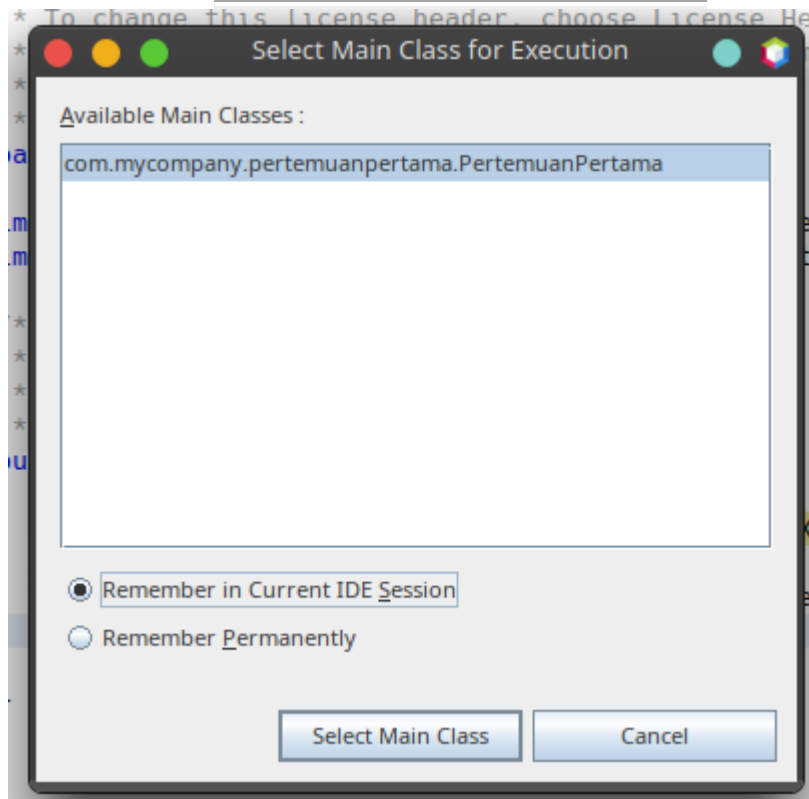 * To change this license header, choose License He
Select Main Class for Execution
Available Main Classes :
com.mycompany.pertemuanpertama.PertemuanPertama
Remember in Current IDE Session
Remember Permanently
Select Main Class
Cancel